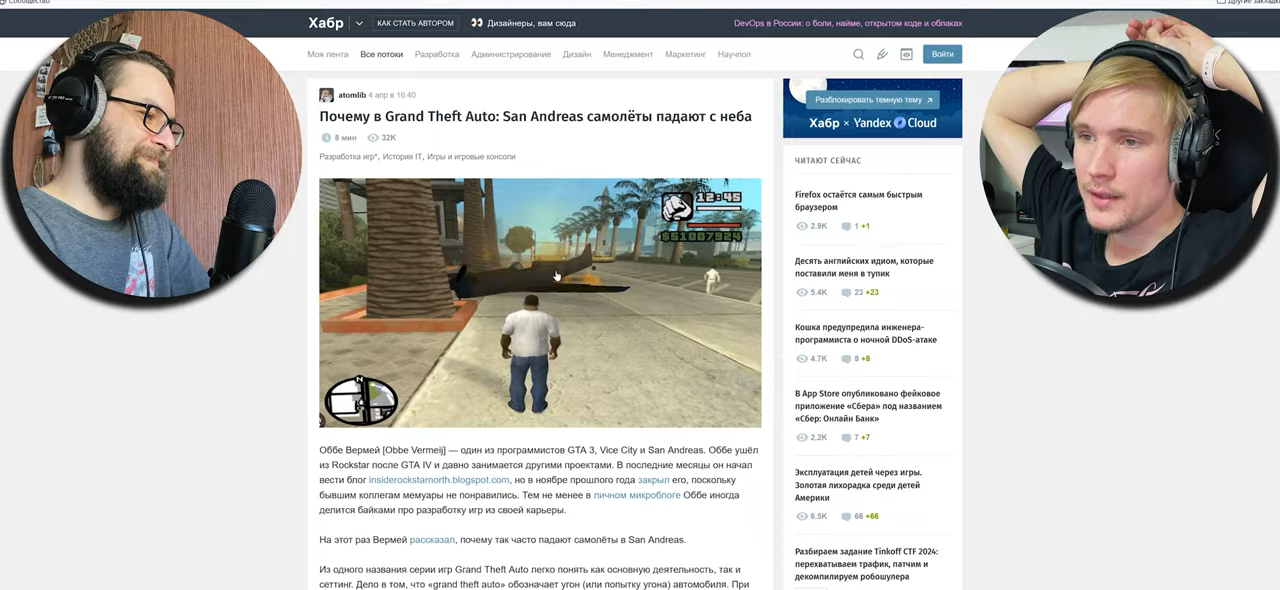 Сообщество
Другие закладки
Хабр
КАК СТАТЬ АВТОРОМ
Дизайнеры, вам сюда
DevOps в России: о боли, найме, открытом коде и облаках
Моя лента Все потоки Разработка Администрирование Дизайн Менеджмент Маркетинг Научпоп
Войти
atomlib 4 апр в 16:40
Почему в Grand Theft Auto: San Andreas самолёты падают с неба
8 мин 32K
Разработка игр*, История IT, Игры и игровые консоли
12:45
$51007924
N
Оббе Вермей [Obbe Vermeij] — один из программистов GTA 3, Vice City и San Andreas. Оббе ушёл
из Rockstar после GTA IV и давно занимается другими проектами. В последние месяцы он начал
вести блог insiderockstarnorth.blogspot.com, но в ноябре прошлого года закрыл его, поскольку
бывшим коллегам мемуары не понравились. Тем не менее в личном микроблоге Оббе иногда
делится байками про разработку игр из своей карьеры.
На этот раз Вермей рассказал, почему так часто падают самолёты в San Andreas.
Из одного названия серии игр Grand Theft Auto легко понять как основную деятельность, так и
сеттинг. Дело в том, что «grand theft auto» обозначает угон (или попытку угона) автомобиля. При
Разблокировать темную тему
Хабр × Yandex Cloud
ЧИТАЮТ СЕЙЧАС
Firefox остаётся самым быстрым
браузером
2.9K 1 +1
Десять английских идиом, которые
поставили меня в тупик
5.4K 23 +23
Кошка предупредила инженера-
программиста о ночной DDoS-атаке
4.7K 8 +8
В App Store опубликовано фейковое
приложение «Сбера» под названием
«Сбер: Онлайн Банк»
2.2K 7 +7
Эксплуатация детей через игры.
Золотая лихорадка среди детей
Америки
6.5K 66 +66
Разбираем задание Tinkoff CTF 2024:
перехватываем трафик, патчим и
декомпилируем робошулера